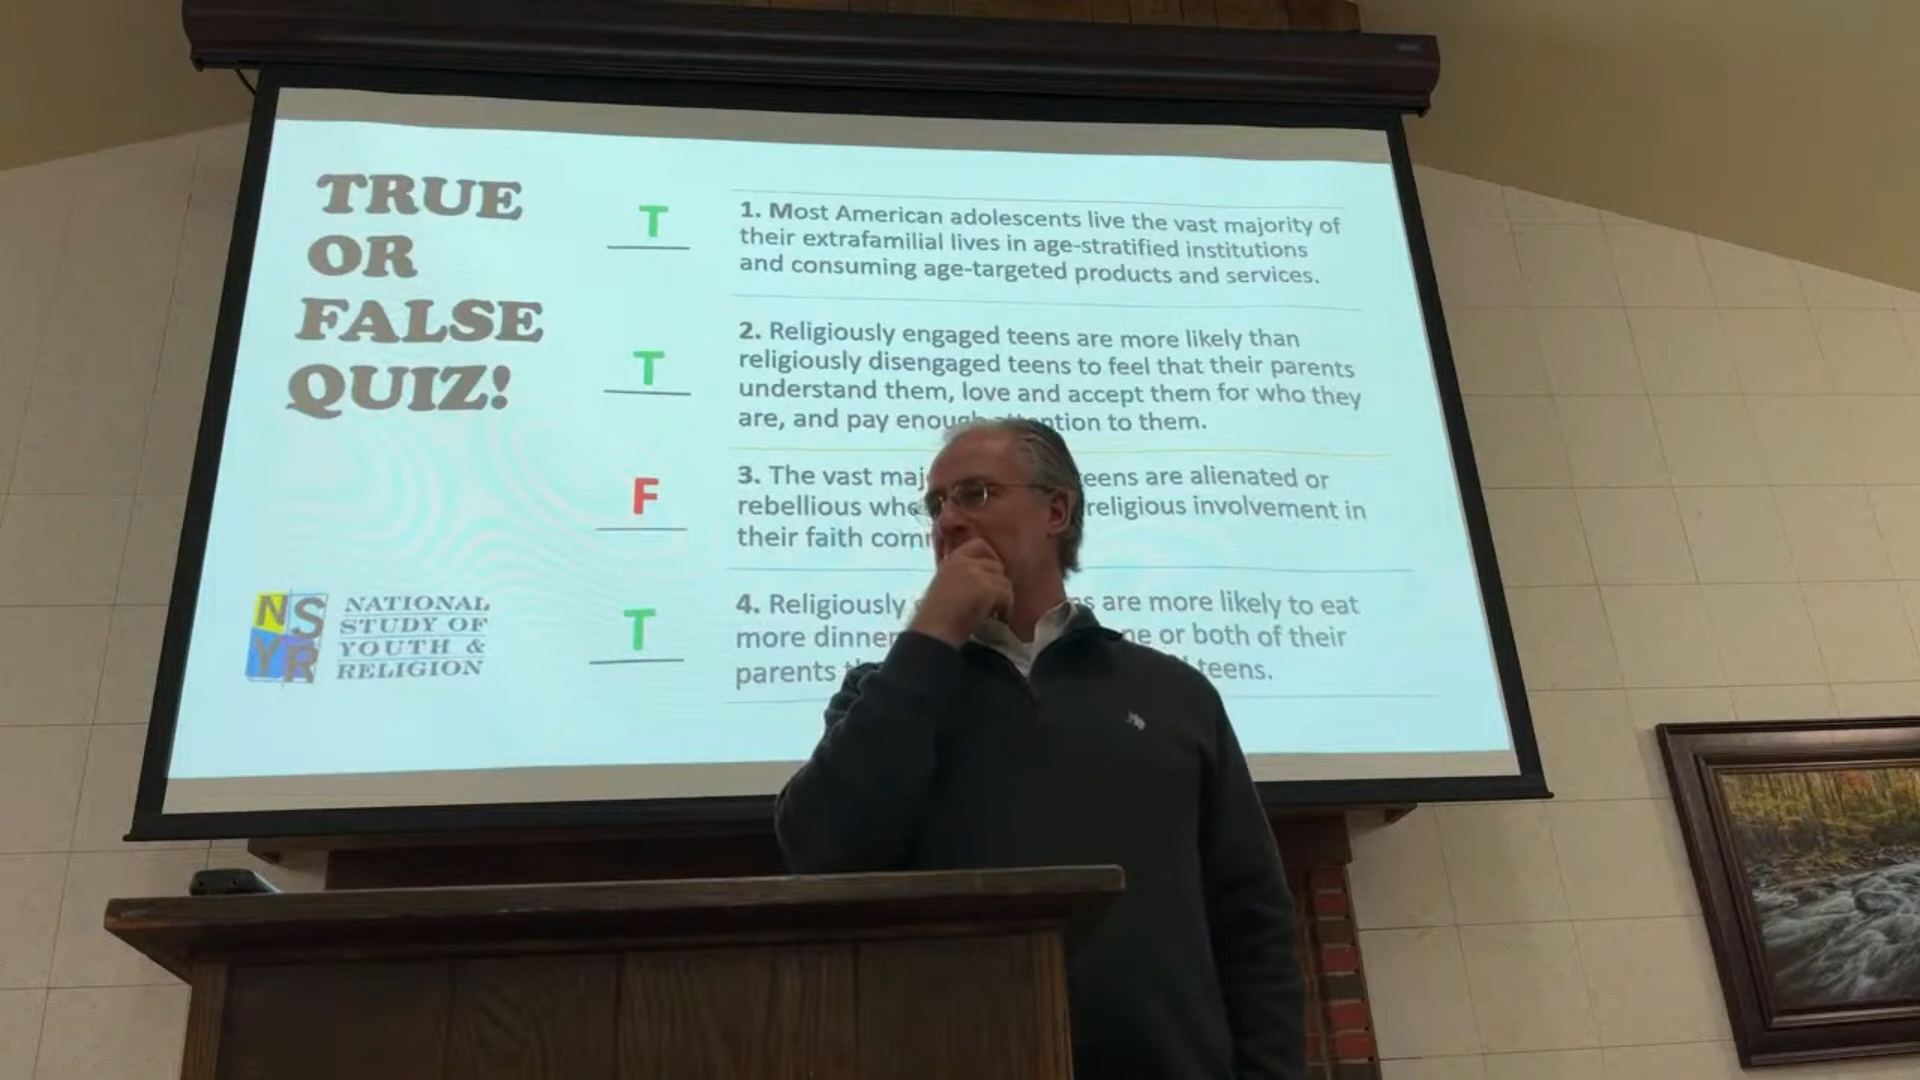 TRUE
OR
FALSE
QUIZ!
T
1. Most American adolescents live the vast majority of
their extrafamilial lives in age-stratified institutions
and consuming age-targeted products and services.
T
2. Religiously engaged teens are more likely than
religiously disengaged teens to feel that their parents
understand them, love and accept them for who they
are, and pay enough attention to them.
F
3. The vast maj teens are alienated or
rebellious whe religious involvement in
their faith com
T
4. Religiously are more likely to eat
more dinner or both of their
parents teens.
NSYR
NATIONAL
STUDY OF
YOUTH &
RELIGION